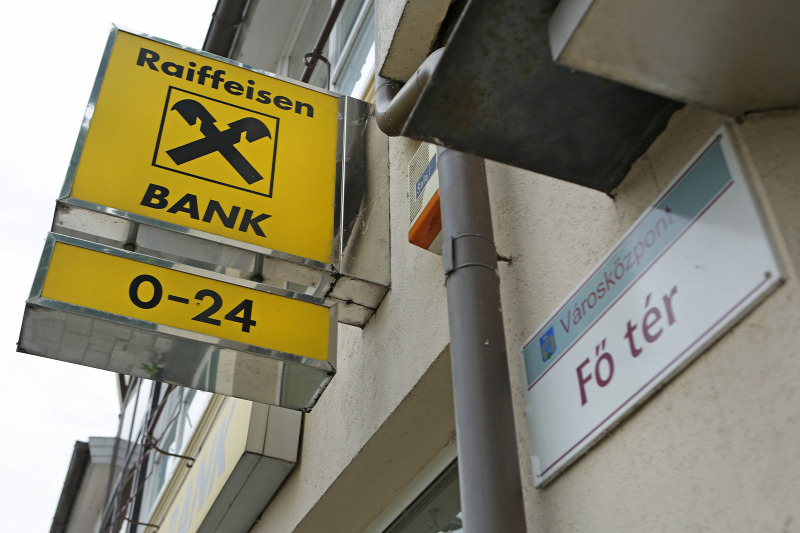 Raiffeisen
BANK
0-24
Városközpont
Fő tér